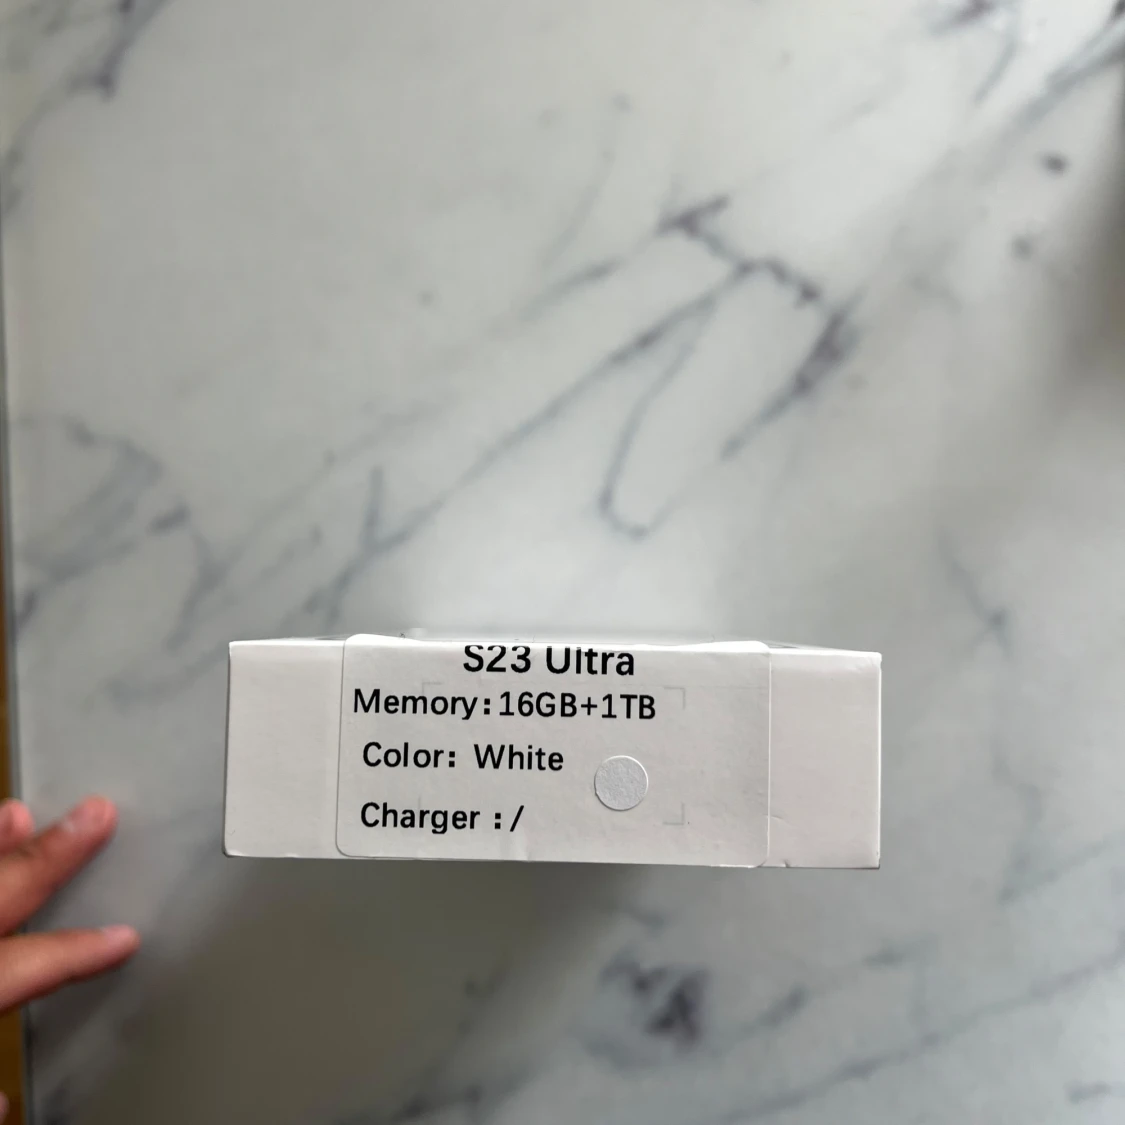 S23 Ultra
Memory:16GB+1TB
Color: White
Charger :/